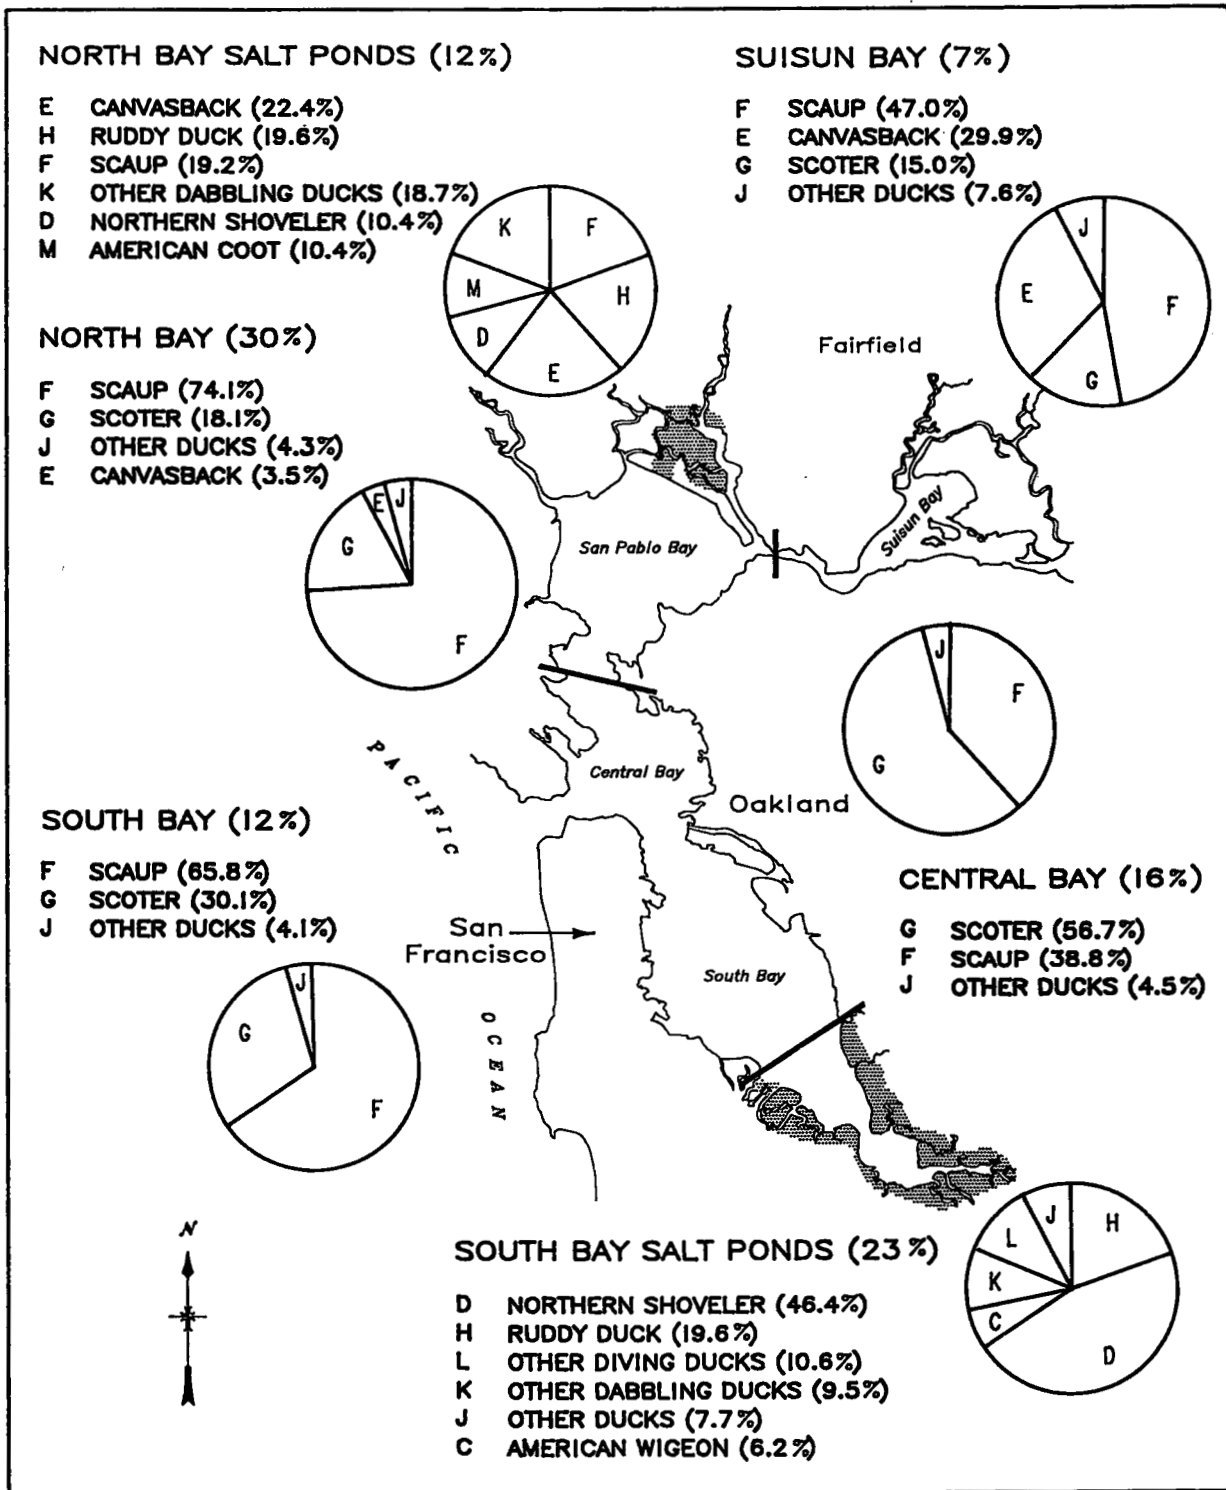 NORTH BAY SALT PONDS (12%)
E CANVASBACK (22.4%)
H RUDDY DUCK (19.6%)
F SCAUP (19.2%)
K OTHER DABBLING DUCKS (18.7%)
D NORTHERN SHOVELER (10.4%)
M AMERICAN COOT (10.4%)
K
F
M
H
D
E
SUISUN BAY (7%)
F SCAUP (47.0%)
E CANVASBACK (29.9%)
G SCOTER (15.0%)
J OTHER DUCKS (7.6%)
J
E
F
G
NORTH BAY (30%)
F SCAUP (74.1%)
G SCOTER (18.1%)
J OTHER DUCKS (4.3%)
E CANVASBACK (3.5%)
E
J
G
F
Fairfield
Suisun Bay
San Pablo Bay
J
F
G
PACIFIC
Central Bay
Oakland
SOUTH BAY (12%)
F SCAUP (65.8%)
G SCOTER (30.1%)
J OTHER DUCKS (4.1%)
J
G
F
San
Francisco
CENTRAL BAY (16%)
G SCOTER (56.7%)
F SCAUP (38.8%)
J OTHER DUCKS (4.5%)
South Bay
OCEAN
N
SOUTH BAY SALT PONDS (23%)
D NORTHERN SHOVELER (46.4%)
H RUDDY DUCK (19.6%)
L OTHER DIVING DUCKS (10.6%)
K OTHER DABBLING DUCKS (9.5%)
J OTHER DUCKS (7.7%)
C AMERICAN WIGEON (6.2%)
J
H
L
K
C
D